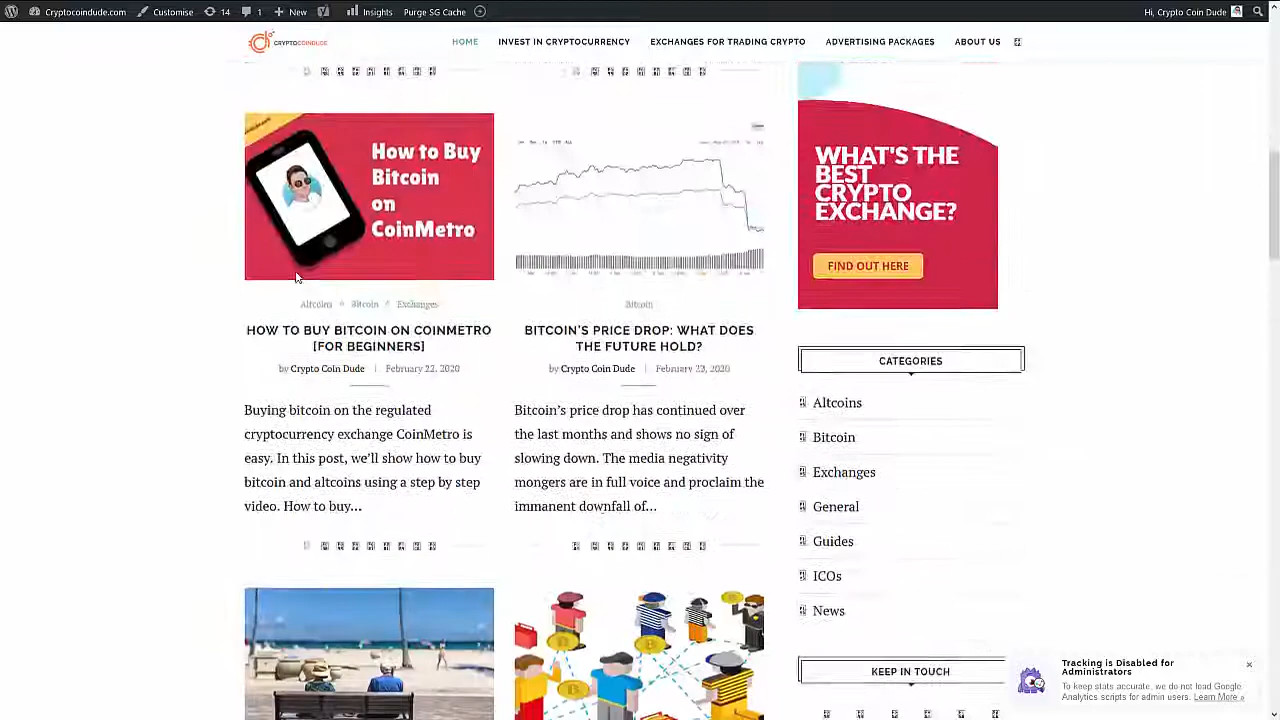 Cryptocoindude.com Customise 14 1 New Insights Purge SG Cache Hi, Crypto Coin Dude
CRYPTOCOINDUDE HOME INVEST IN CRYPTOCURRENCY EXCHANGES FOR TRADING CRYPTO ADVERTISING PACKAGES ABOUT US
How to Buy
Bitcoin
on
CoinMetro
Altcoins Bitcoin Exchanges
HOW TO BUY BITCOIN ON COINMETRO
[FOR BEGINNERS]
by Crypto Coin Dude February 22, 2020
Buying bitcoin on the regulated
cryptocurrency exchange CoinMetro is
easy. In this post, we'll show how to buy
bitcoin and altcoins using a step by step
video. How to buy...
Bitcoin
BITCOIN'S PRICE DROP: WHAT DOES
THE FUTURE HOLD?
by Crypto Coin Dude February 22, 2020
Bitcoin's price drop has continued over
the last months and shows no sign of
slowing down. The media negativity
mongers are in full voice and proclaim the
immanent downfall of...
WHAT'S THE
BEST
CRYPTO
EXCHANGE?
FIND OUT HERE
CATEGORIES
Altcoins
Bitcoin
Exchanges
General
Guides
ICOs
News
KEEP IN TOUCH
Tracking is Disabled for
Administrators
To keep stats accurate, we do not load Google
Analytics scripts for admin users. Learn More »